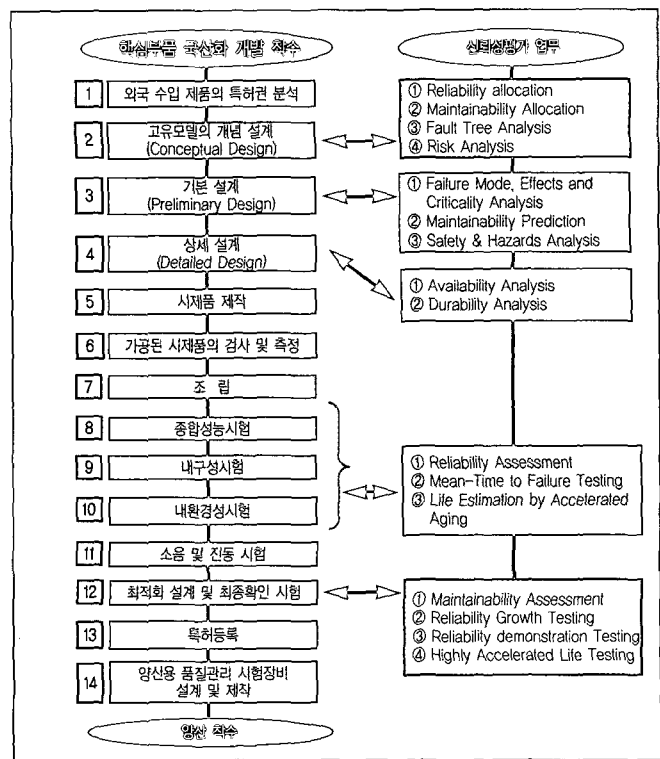 핵심부품 국산화 개발 착수
1 외국 수입 제품의 특허권 분석
2 고유모델의 개념 설계
(Conceptual Design)
3 기본 설계
(Preliminary Design)
4 상세 설계
(Detailed Design)
5 시제품 제작
6 가공된 시제품의 검사 및 측정
7 조 립
8 종합성능시험
9 내구성시험
10 내환경성시험
11 소음 및 진동 시험
12 최적화 설계 및 최종확인 시험
13 특허등록
14 양산용 품질관리 시험장비
설계 및 제작
양산 착수
신뢰성평가 업무
① Reliability allocation
② Maintainability Allocation
③ Fault Tree Analysis
④ Risk Analysis
① Failure Mode, Effects and
Criticality Analysis
② Maintainability Prediction
③ Safety & Hazards Analysis
① Availability Analysis
② Durability Analysis
① Reliability Assessment
② Mean-Time to Failure Testing
③ Life Estimation by Accelerated
Aging
① Maintainability Assessment
② Reliability Growth Testing
③ Reliability demonstration Testing
④ Highly Accelerated Life Testing